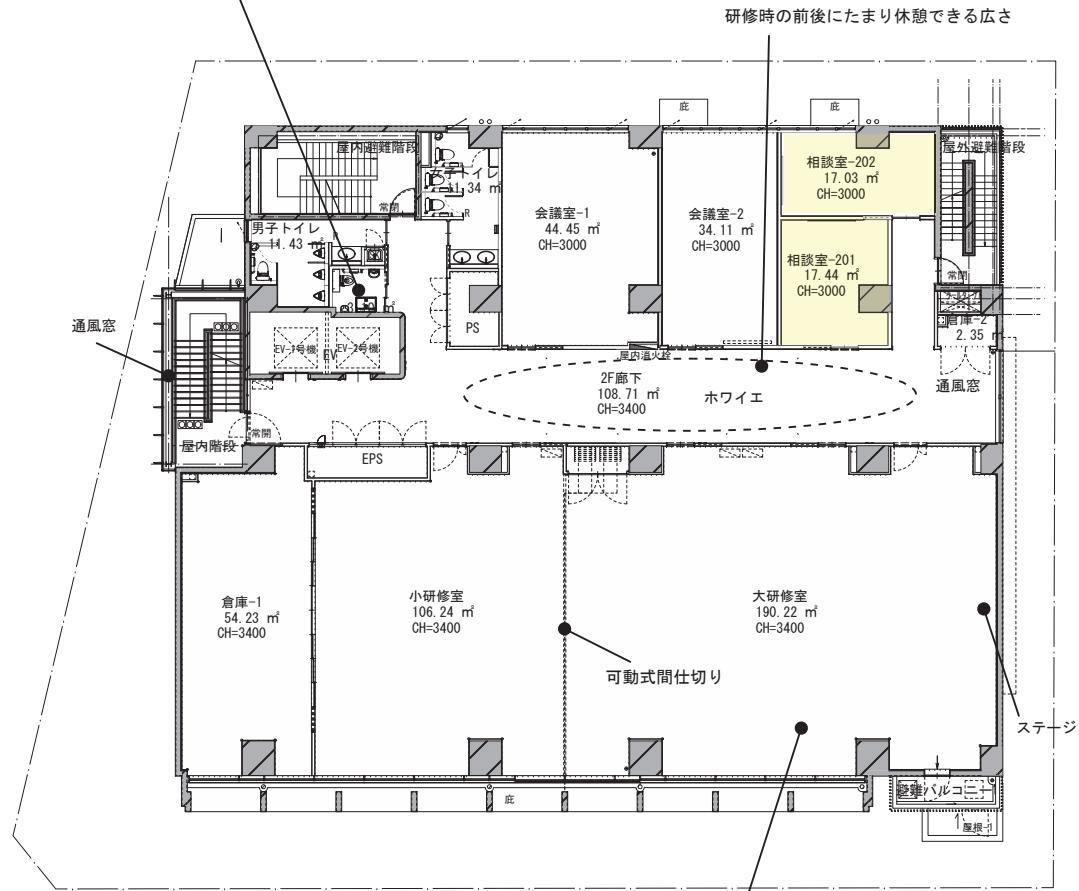 研修時の前後にたまり休憩できる広さ
庇
庇
屋内避難階段
女子トイレ
11.34 ㎡
R
常閉
会議室-1
44.45 ㎡
CH=3000
会議室-2
34.11 ㎡
CH=3000
相談室-202
17.03 ㎡
CH=3000
屋外避難階段
男子トイレ
11.43 ㎡
相談室-201
17.44 ㎡
CH=3000
常閉
通風窓
PS
倉庫-2
2.35 ㎡
EV-1号機
EV
EV-2号機
屋内消火栓
2F廊下
108.71 ㎡
CH=3400
ホワイエ
通風窓
屋内階段
常開
EPS
倉庫-1
54.23 ㎡
CH=3400
小研修室
106.24 ㎡
CH=3400
大研修室
190.22 ㎡
CH=3400
可動式間仕切り
ステージ
庇
避難バルコニー
屋根-1